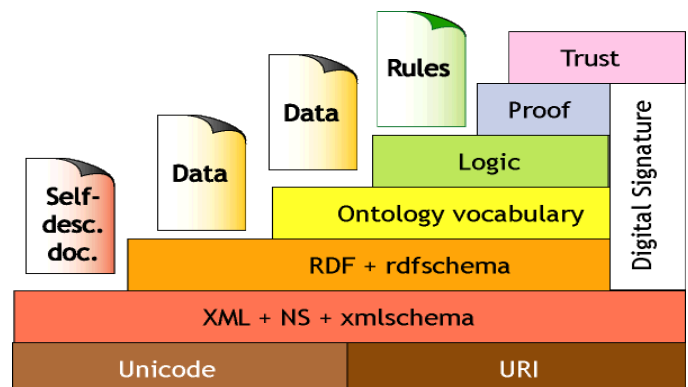 Trust
Rules
Proof
Data
Logic
Data
Ontology vocabulary
Digital Signature
Self-
desc.
doc.
RDF + rdfschema
XML + NS + xmlschema
Unicode
URI